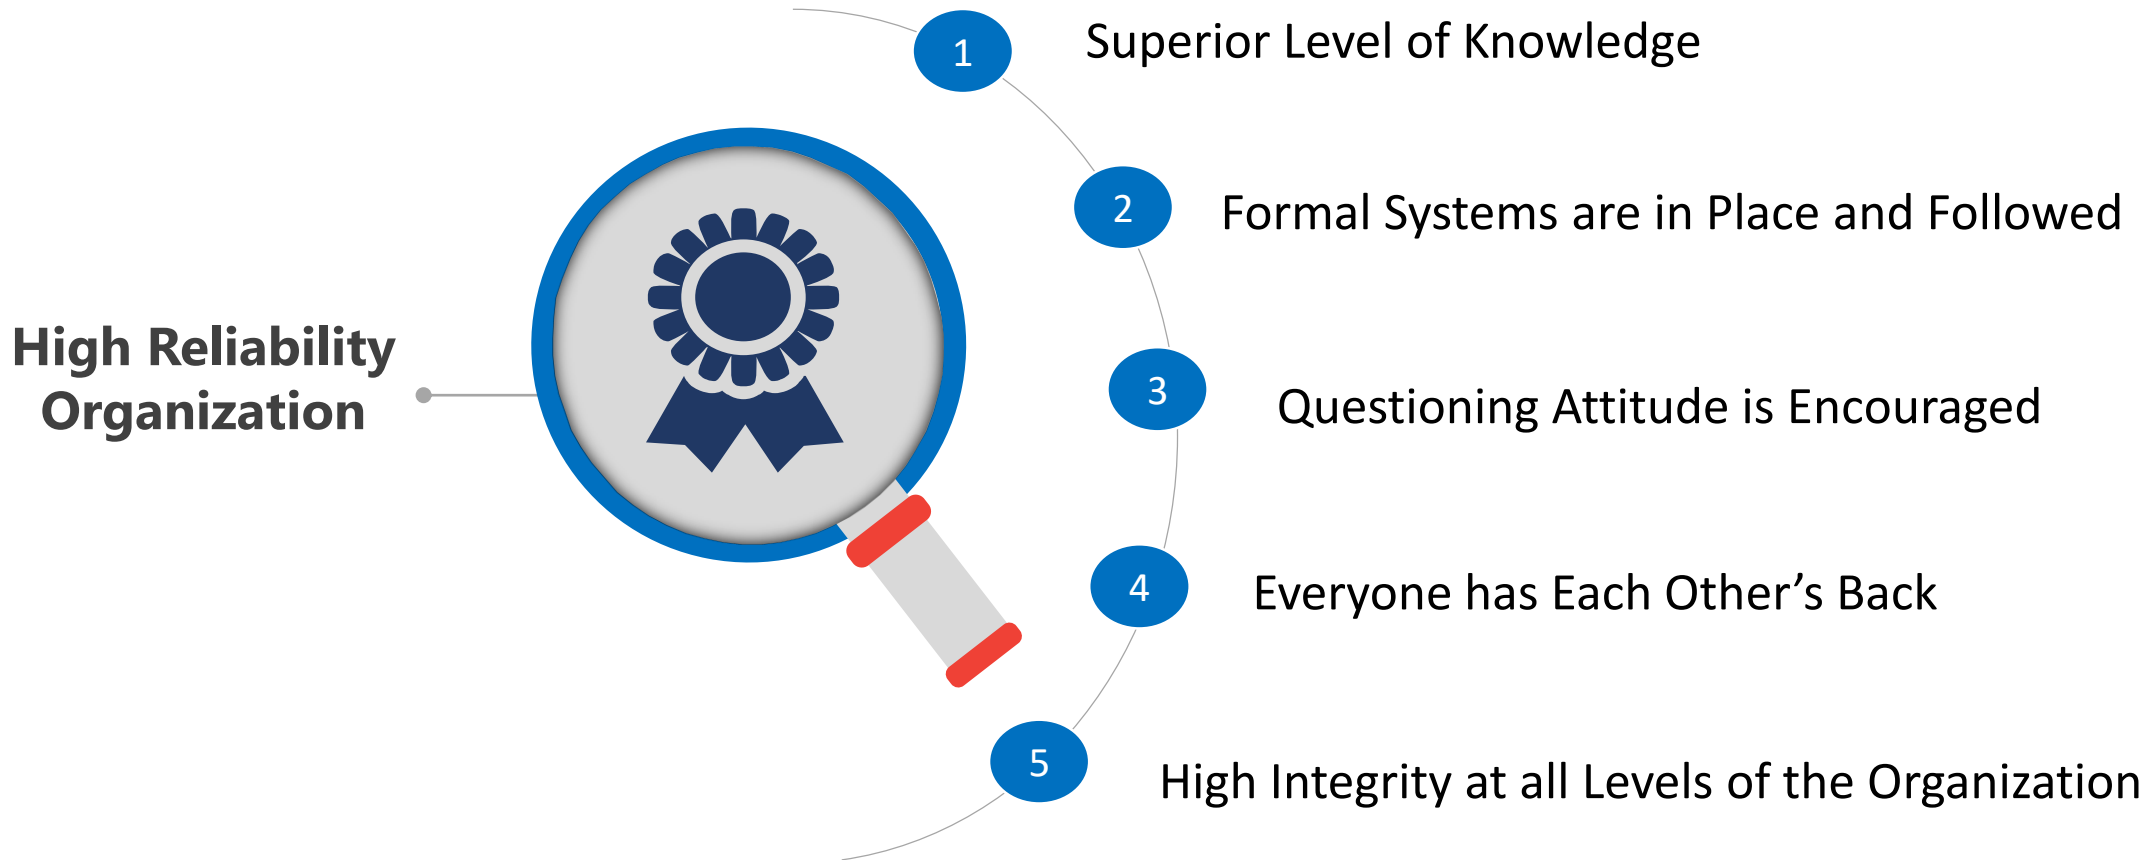 High Reliability
Organization
1
Superior Level of Knowledge
2
Formal Systems are in Place and Followed
3
Questioning Attitude is Encouraged
4
Everyone has Each Other’s Back
5
High Integrity at all Levels of the Organization